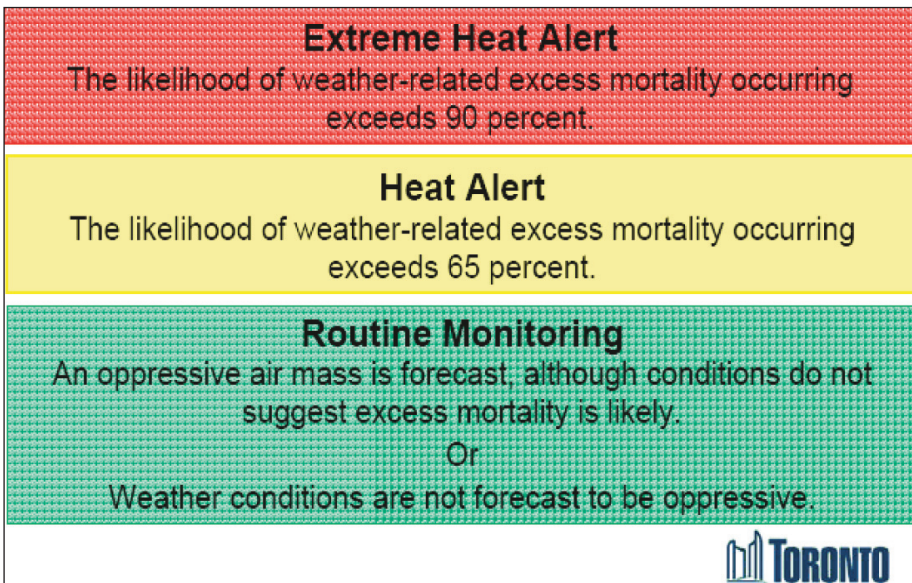 Extreme Heat Alert
The likelihood of weather-related excess mortality occurring
exceeds 90 percent.
Heat Alert
The likelihood of weather-related excess mortality occurring
exceeds 65 percent.
Routine Monitoring
An oppressive air mass is forecast, although conditions do not
suggest excess mortality is likely.
Or
Weather conditions are not forecast to be oppressive.
TORONTO